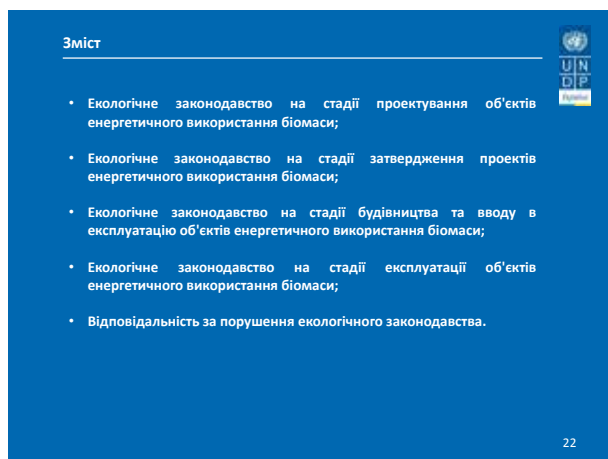 Зміст
U N
D P
• Екологічне законодавство на стадії проектування об'єктів
енергетичного використання біомаси;
• Екологічне законодавство на стадії затвердження проектів
енергетичного використання біомаси;
• Екологічне законодавство на стадії будівництва та вводу в
експлуатацію об'єктів енергетичного використання біомаси;
• Екологічне законодавство на стадії експлуатації об'єктів
енергетичного використання біомаси;
• Відповідальність за порушення екологічного законодавства.
22